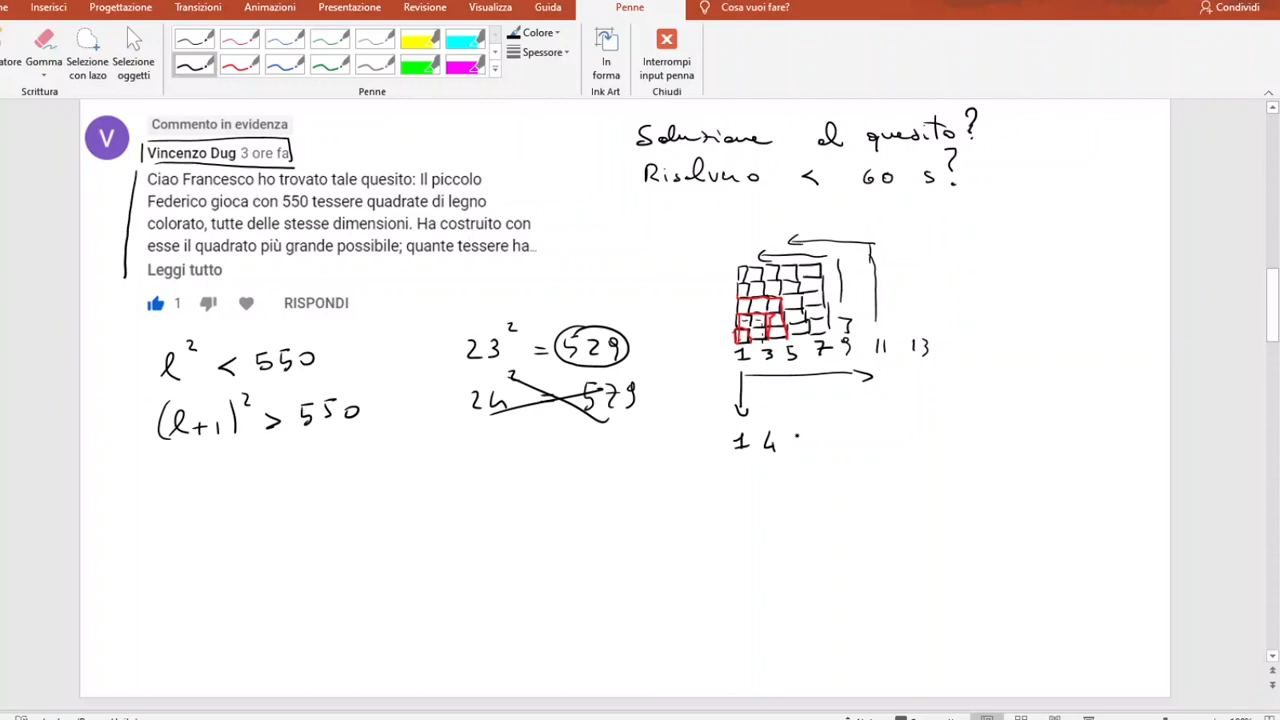 Inserisci Progettazione Transizioni Animazioni Presentazione Revisione Visualizza Guida Penne Cosa vuoi fare? Condividi
Gomma Selezione con lazo Selezione oggetti
Colore
Spessore
In forma
Interrompi input penna
Scrittura Penne Ink Art Chiudi
V
Commento in evidenza
Vincenzo Dug 3 ore fa
Ciao Francesco ho trovato tale quesito: Il piccolo
Federico gioca con 550 tessere quadrate di legno
colorato, tutte delle stesse dimensioni. Ha costruito con
esse il quadrato più grande possibile; quante tessere ha...
Leggi tutto
1 RISPONDI
Soluzione al quesito?
Risolverlo < 60 s?
l² < 550
(l+1)² > 550
23² = 529
24² = 579
1 3 5 7 9 11 13
1 4